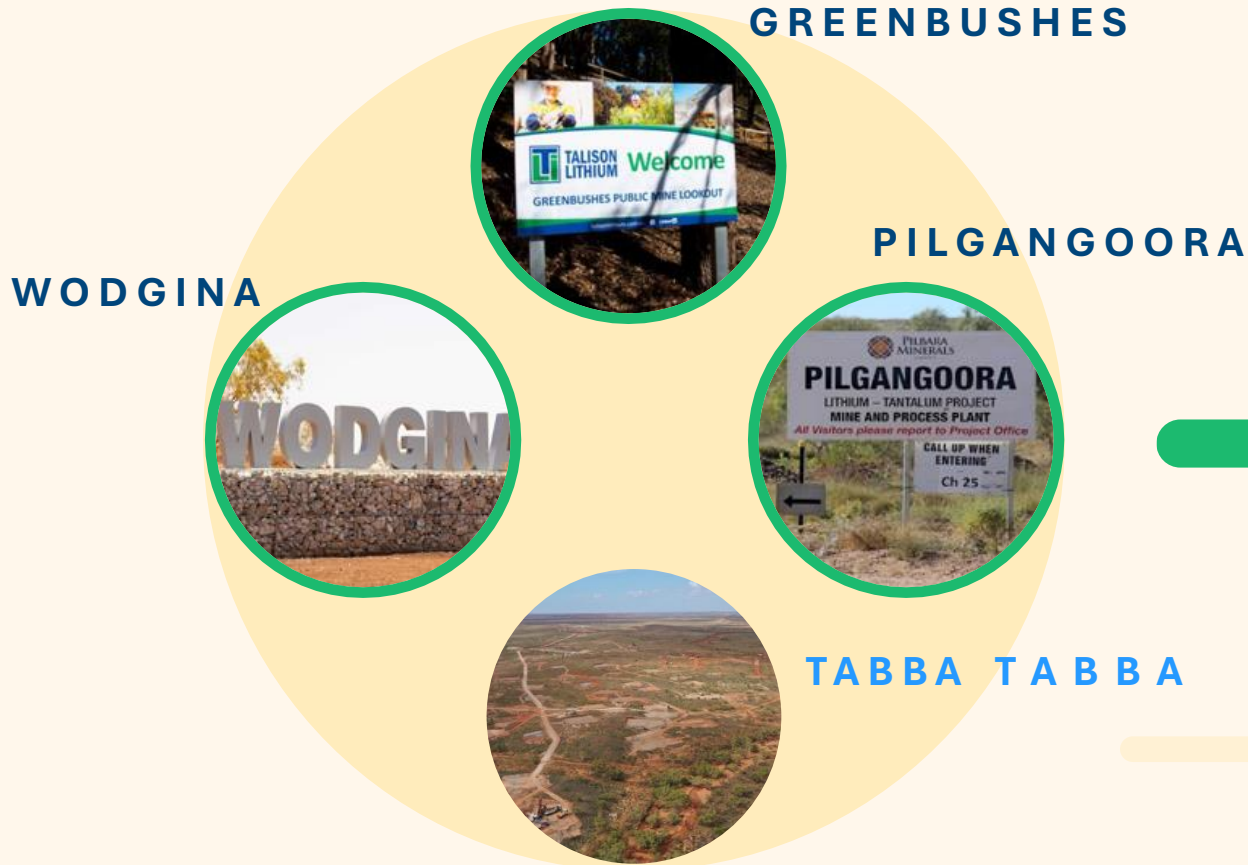 GREENBUSHES
TALISON
LITHIUM
Welcome
GREENBUSHES PUBLIC MINE LOOKOUT
PILGANGOORA
WODGINA
WODGINA
PILBARA
MINERALS
PILGANGOORA
LITHIUM – TANTALUM PROJECT
MINE AND PROCESS PLANT
All Visitors please report to Project Office
CALL UP WHEN
ENTERING
Ch 25
TABBA TABBA